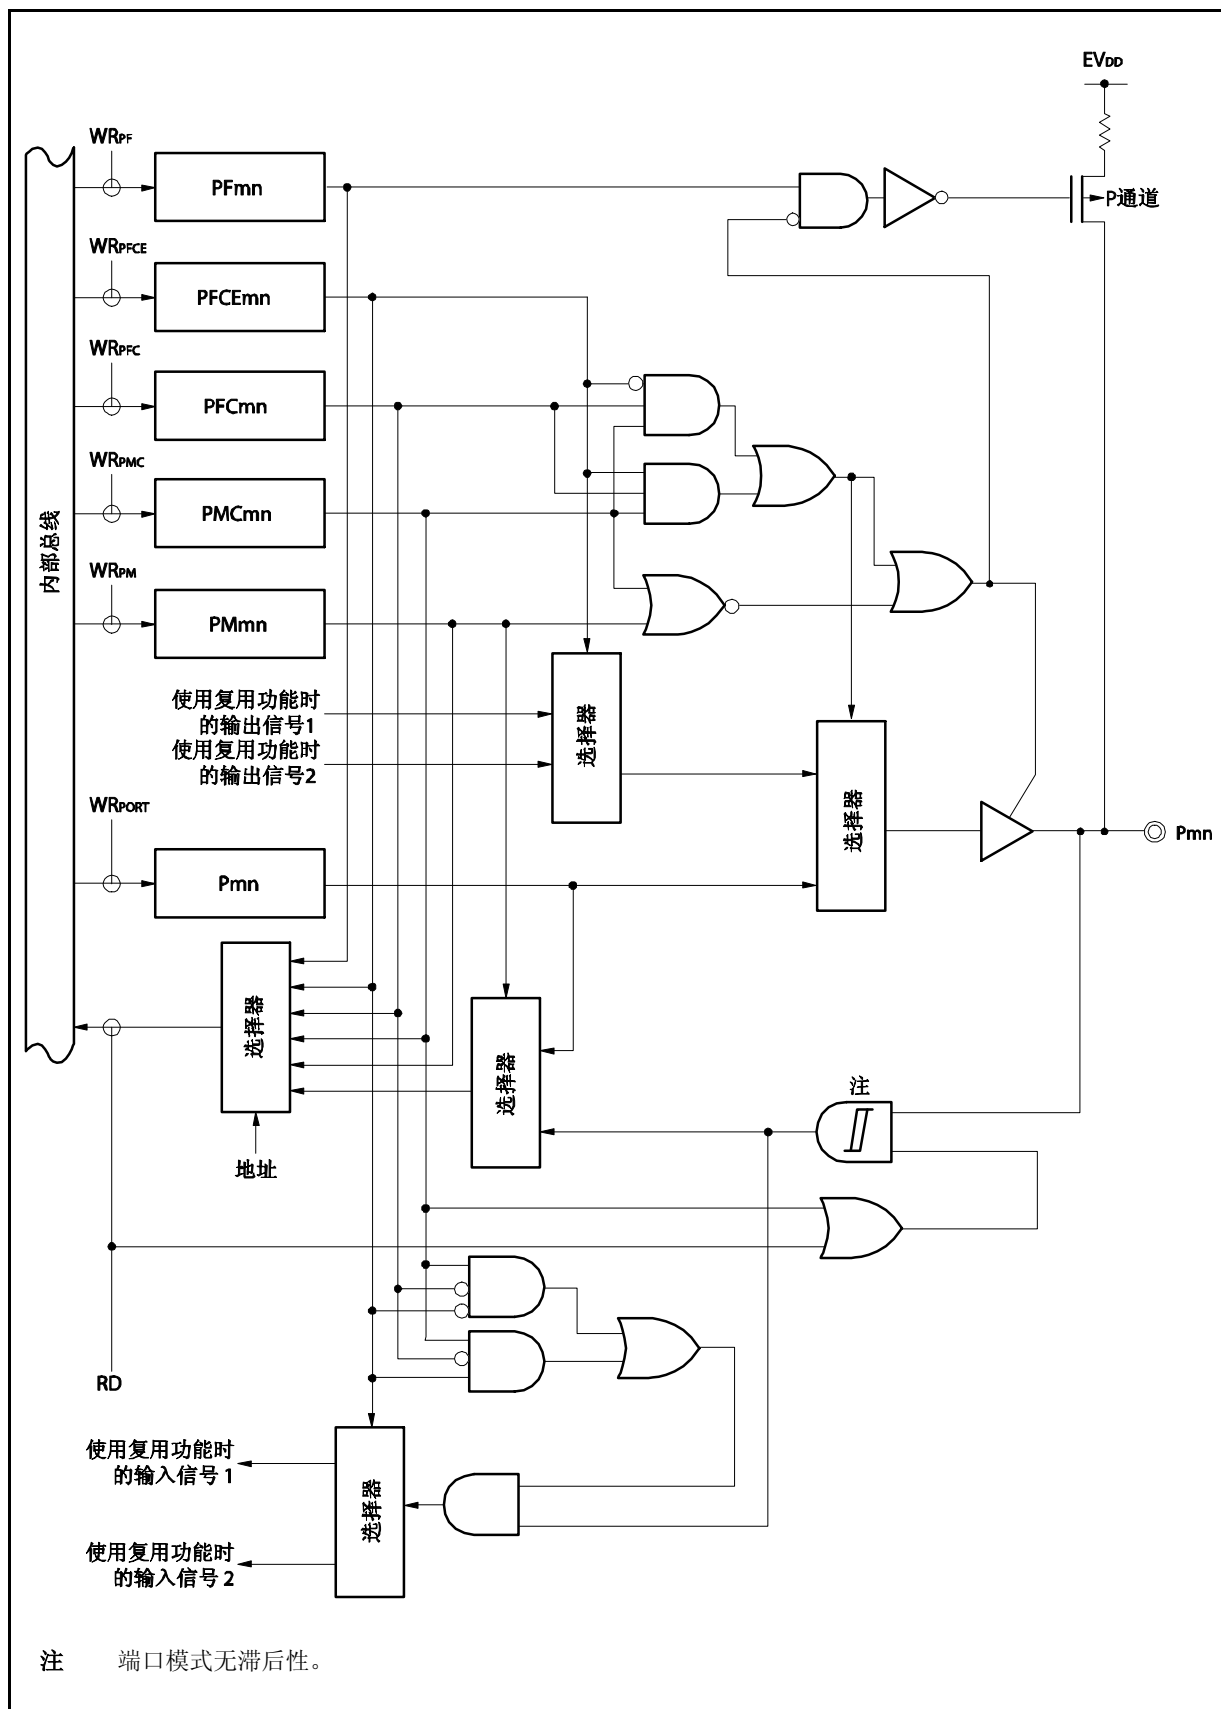 EVDD
WRPF
PFmn
P通道
WRPFCE
PFCEmn
WRPFC
PFCmn
WRPMC
PMCmn
内部总线
WRPM
PMmn
使用复用功能时
的输出信号1
使用复用功能时
的输出信号2
选择器
选择器
WRPORT
Pmn
Pmn
选择器
选择器
地址
注
RD
使用复用功能时
的输入信号 1
选择器
使用复用功能时
的输入信号 2
注 端口模式无滞后性。